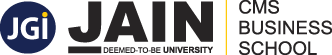 JGi
JAIN
DEEMED-TO-BE UNIVERSITY
CMS
BUSINESS
SCHOOL